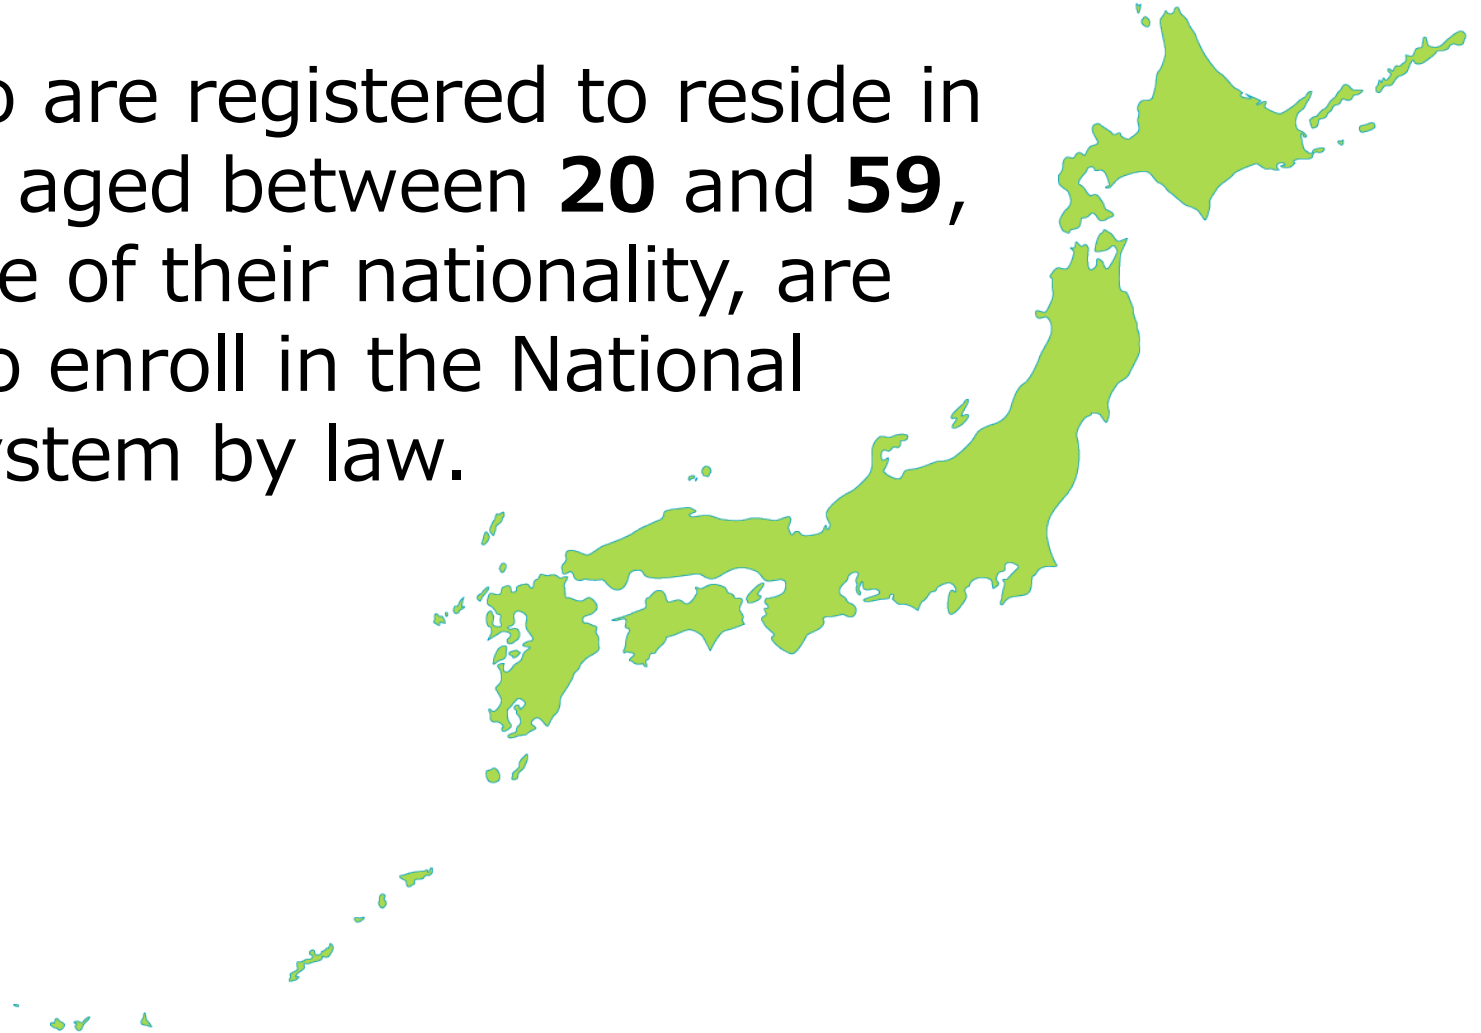 are registered to reside in
aged between 20 and 59,
of their nationality, are
enroll in the National
by law.